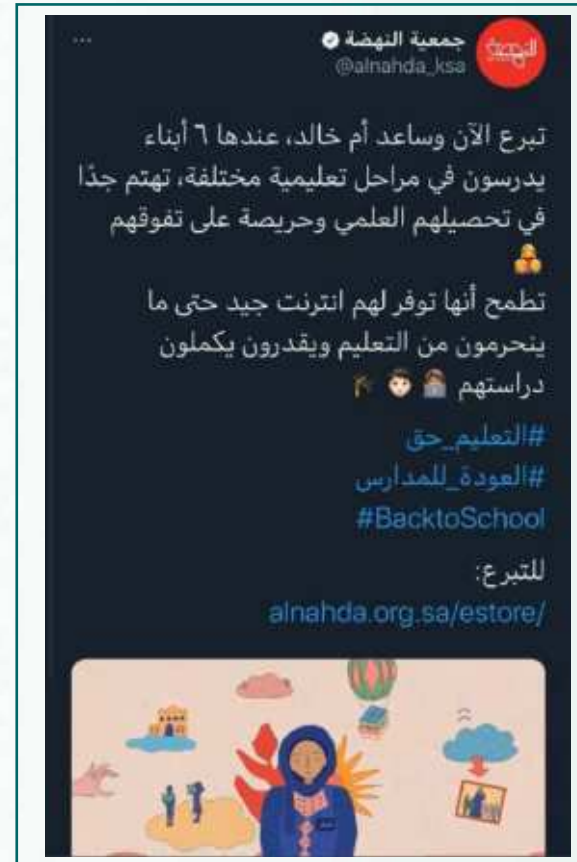 جمعية النهضة
@alnahda_ksa
تبرع الآن وساعد أم خالد، عندها ٦ أبناء
يدرسون في مراحل تعليمية مختلفة، تهتم جدًا
في تحصيلهم العلمي وحريصة على تفوقهم
تطمح أنها توفر لهم انترنت جيد حتى ما
ينحرمون من التعليم ويقدرون يكملون
دراستهم
#التعليم_حق
#العودة_للمدارس
#BacktoSchool
للتبرع:
alnahda.org.sa/estore/